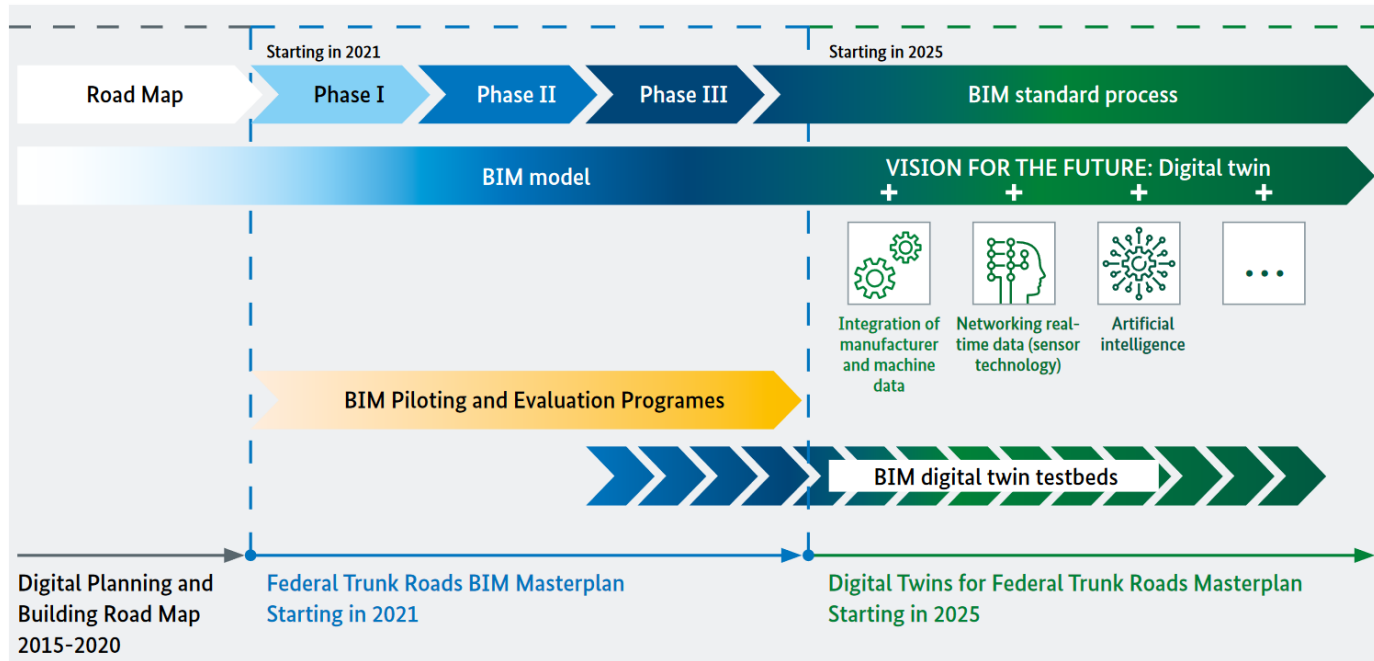 Starting in 2021
Starting in 2025
Road Map
Phase I
Phase II
Phase III
BIM standard process
BIM model
VISION FOR THE FUTURE: Digital twin
Integration of
manufacturer
and machine
data
Networking real-
time data (sensor
technology)
Artificial
intelligence
...
BIM Piloting and Evaluation Programes
BIM digital twin testbeds
Digital Planning and
Building Road Map
2015-2020
Federal Trunk Roads BIM Masterplan
Starting in 2021
Digital Twins for Federal Trunk Roads Masterplan
Starting in 2025